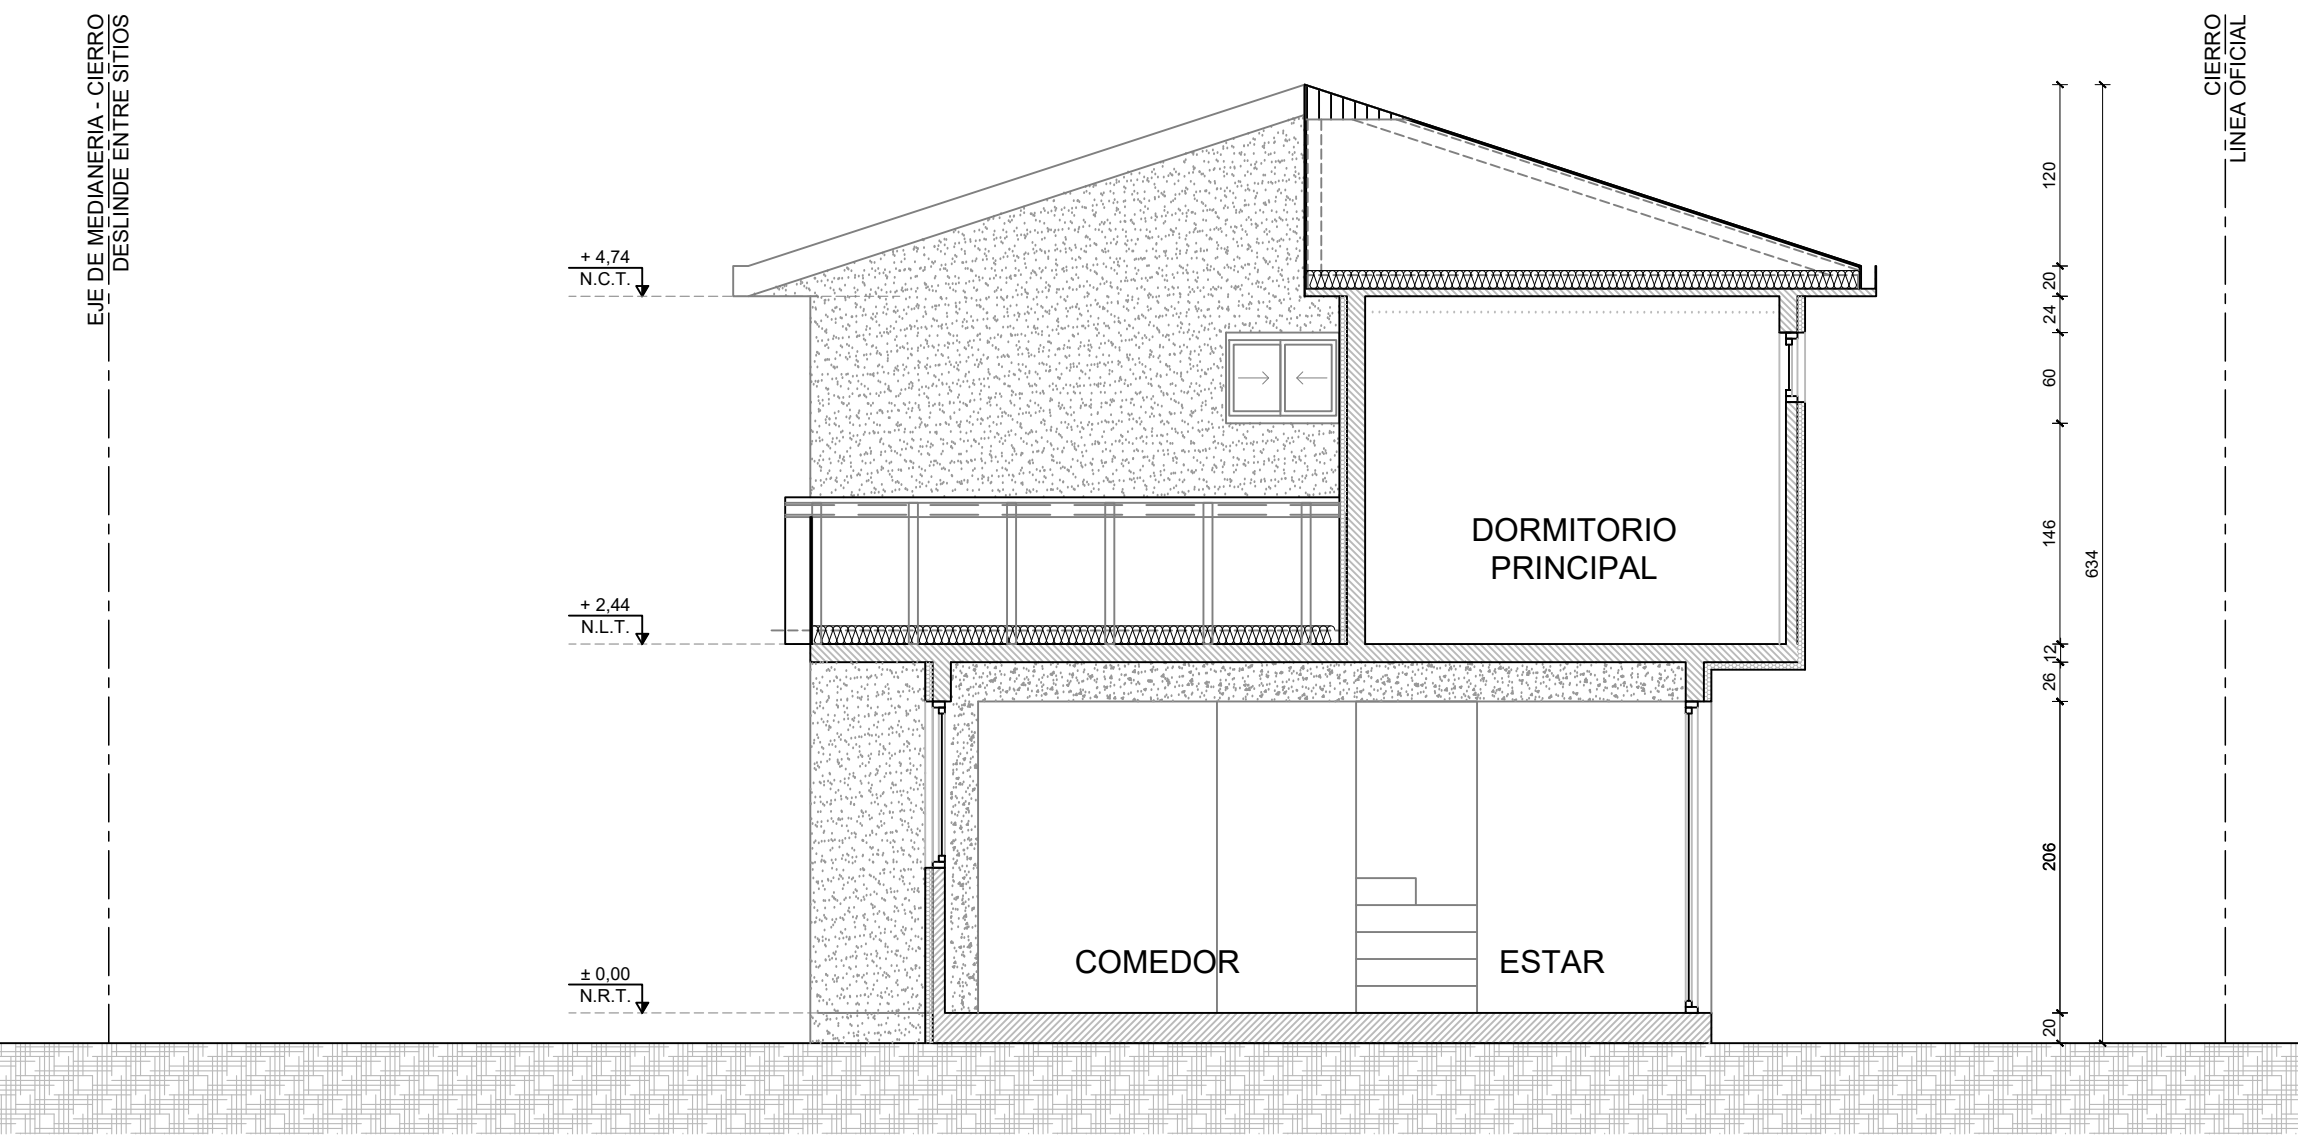 EJE DE MEDIANERIA - CIERRO
DESLINDE ENTRE SITIOS
CIERRO
LINEA OFICIAL
+ 4,74
N.C.T.
+ 2,44
N.L.T.
± 0,00
N.R.T.
DORMITORIO
PRINCIPAL
COMEDOR
ESTAR
120
20
24
60
146
12
26
206
20
634